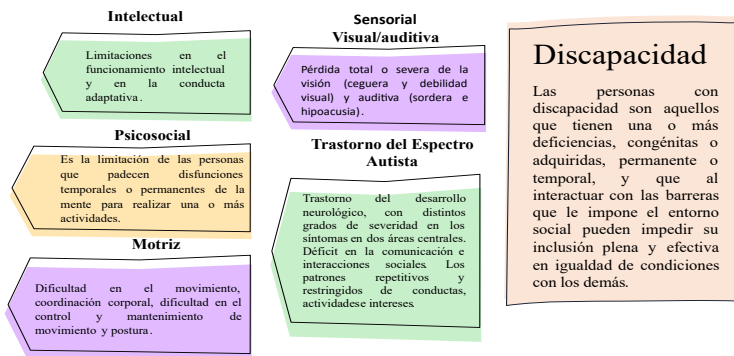 Intelectual
Limitaciones en el
funcionamiento intelectual
y en la conducta
adaptativa.
Psicosocial
Es la limitación de las personas
que padecen disfunciones
temporales o permanentes de la
mente para realizar una o más
actividades.
Motriz
Dificultad en el movimiento,
coordinación corporal, dificultad en el
control y mantenimiento de
movimiento y postura.
Sensorial
Visual/auditiva
Pérdida total o severa de la
visión (ceguera y debilidad
visual) y auditiva (sordera e
hipoacusia).
Trastorno del Espectro
Autista
Trastorno del desarrollo
neurológico, con distintos
grados de severidad en los
síntomas en dos áreas centrales.
Déficit en la comunicación e
interacciones sociales. Los
patrones repetitivos y
restringidos de conductas,
actividadese intereses.
Discapacidad
Las personas con
discapacidad son aquellos
que tienen una o más
deficiencias, congénitas o
adquiridas, permanente o
temporal, y que al
interactuar con las barreras
que le impone el entorno
social pueden impedir su
inclusión plena y efectiva
en igualdad de condiciones
con los demás.